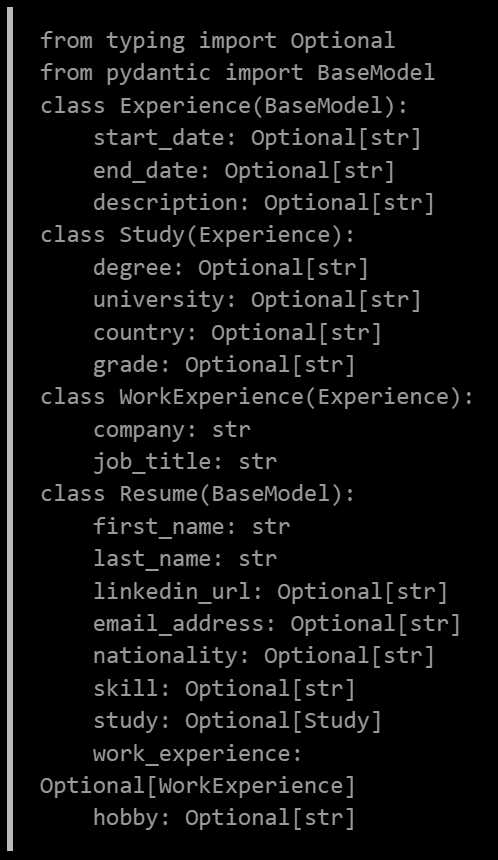 from typing import Optional
from pydantic import BaseModel
class Experience(BaseModel):
    start_date: Optional[str]
    end_date: Optional[str]
    description: Optional[str]
class Study(Experience):
    degree: Optional[str]
    university: Optional[str]
    country: Optional[str]
    grade: Optional[str]
class WorkExperience(Experience):
    company: str
    job_title: str
class Resume(BaseModel):
    first_name: str
    last_name: str
    linkedin_url: Optional[str]
    email_address: Optional[str]
    nationality: Optional[str]
    skill: Optional[str]
    study: Optional[Study]
    work_experience:
Optional[WorkExperience]
    hobby: Optional[str]